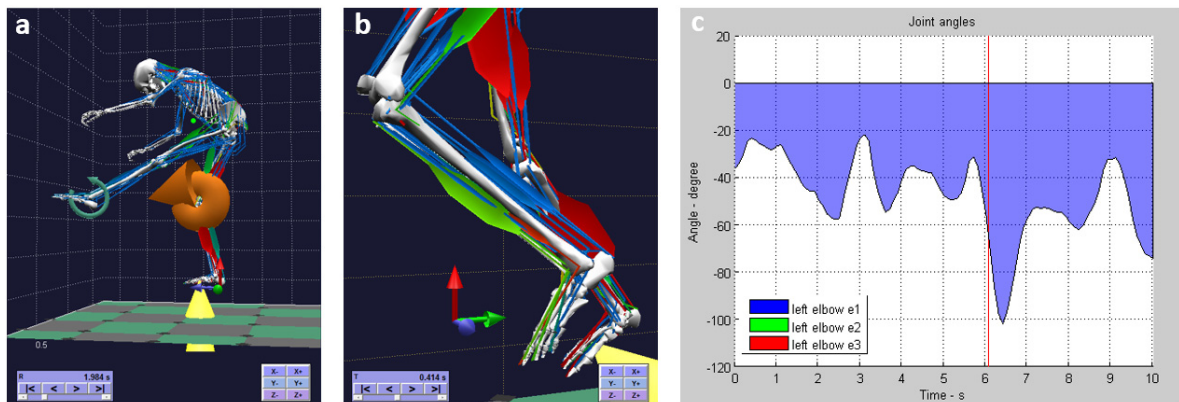 a
0.5
R 1.984 s
|< < > >|
X- X+
Y- Y+
Z- Z+
b
T 0.414 s
|< < > >|
X- X+
Y- Y+
Z- Z+
c
Joint angles
20
0
-20
-40
-60
-80
-100
-120
Angle - degree
left elbow e1
left elbow e2
left elbow e3
0 1 2 3 4 5 6 7 8 9 10
Time - s